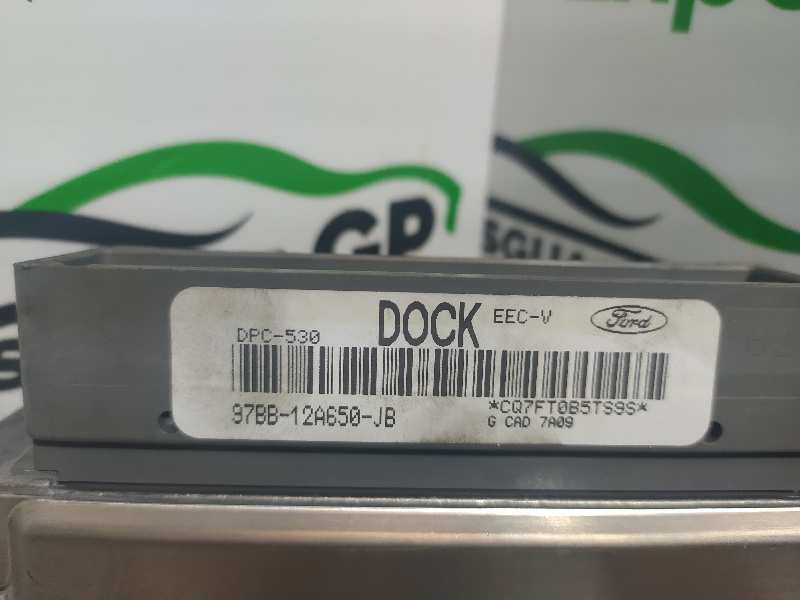 GP
DPC-530
DOCK
EEC-V
Ford
97BB-12A650-JB
*CQ7FT0B5TS9S*
G CAD 7A09